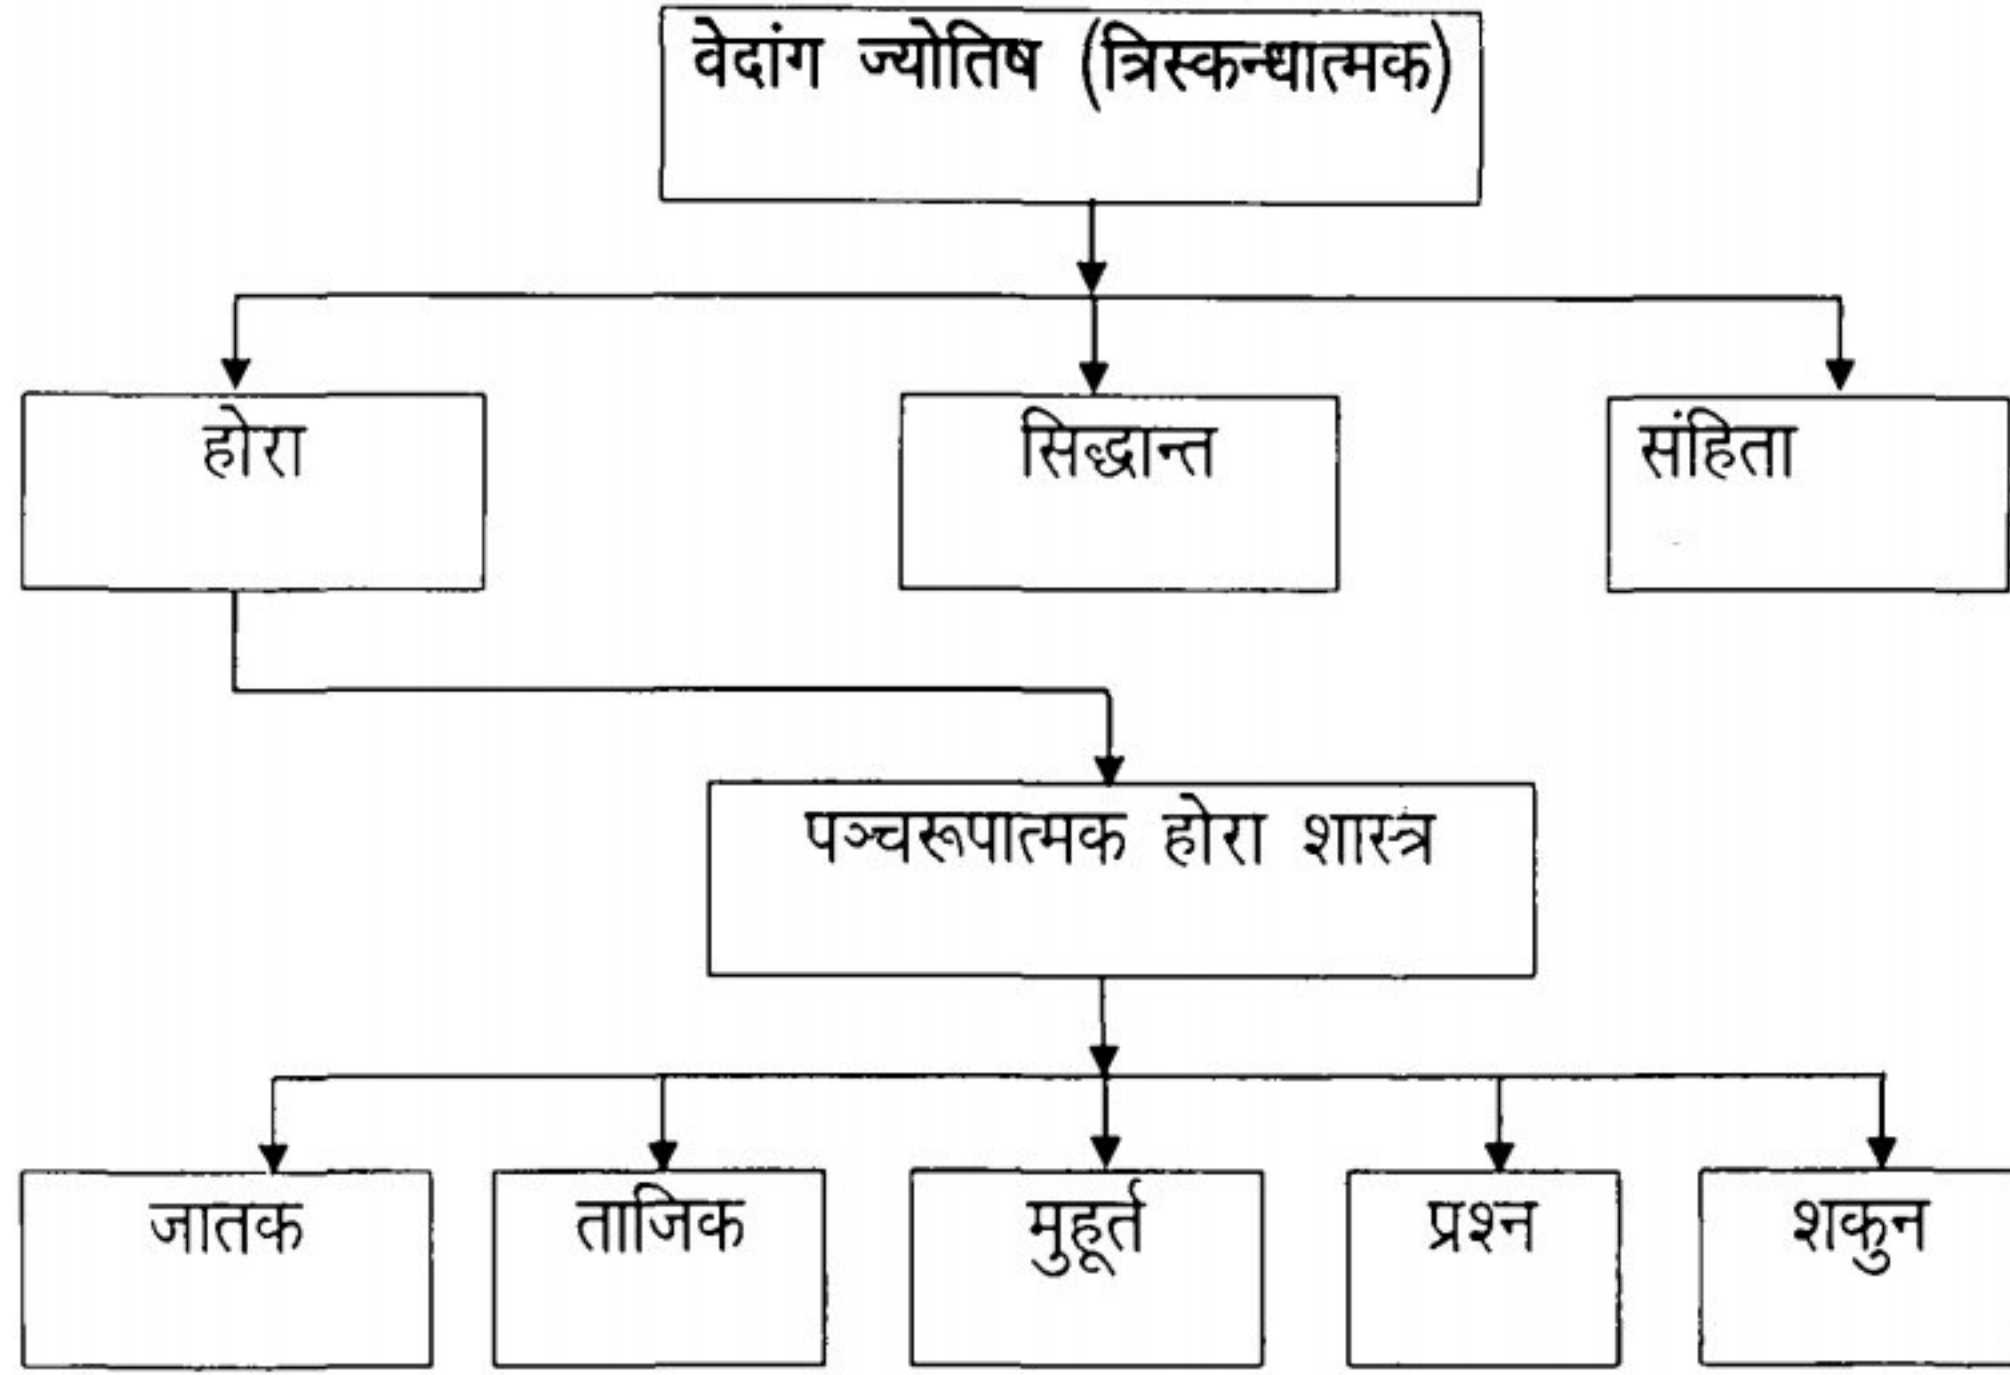 वेदांग ज्योतिष (त्रिस्कन्धात्मक)
होरा
सिद्धान्त
संहिता
पञ्चरूपात्मक होरा शास्त्र
जातक
ताजिक
मुहूर्त
प्रश्न
शकुन